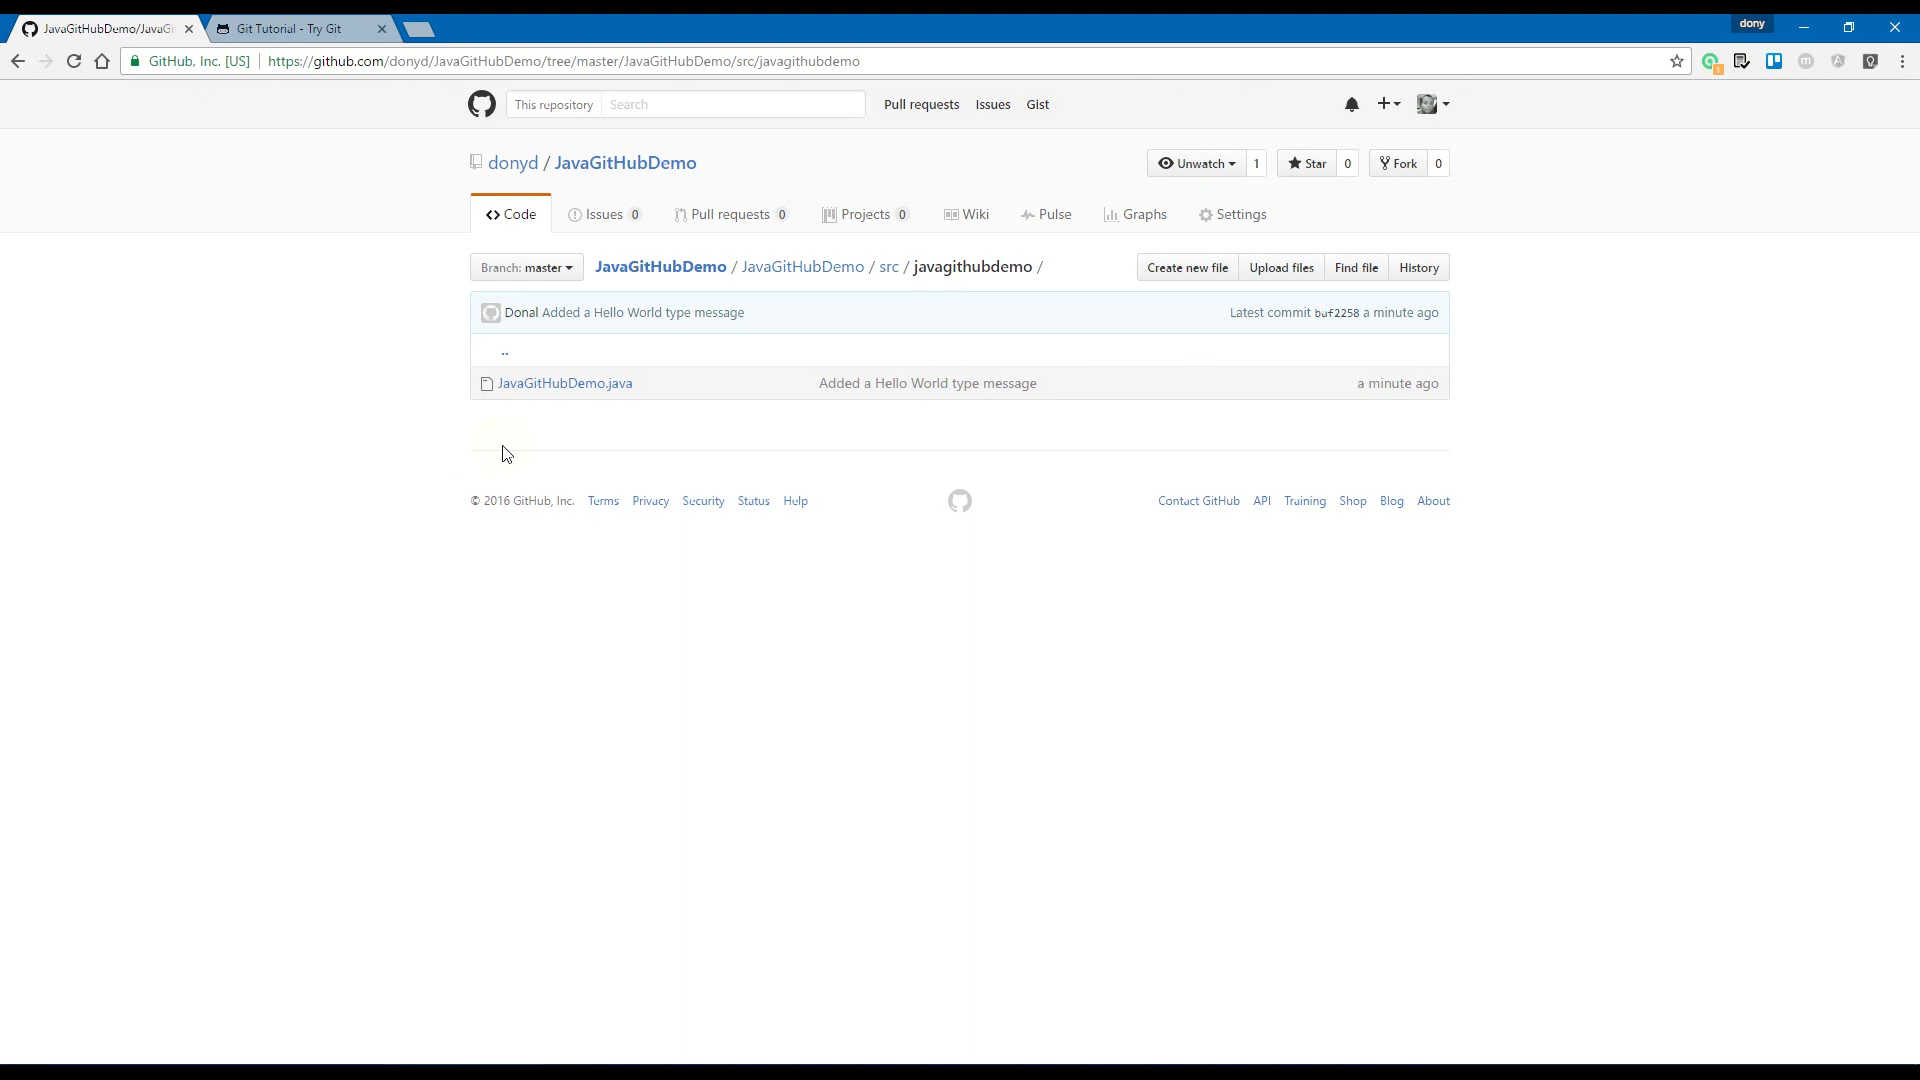 JavaGitHubDemo/JavaGi
Git Tutorial - Try Git
dony
GitHub, Inc. [US]
https://github.com/donyd/JavaGitHubDemo/tree/master/JavaGitHubDemo/src/javagithubdemo
1
This repository
Search
Pull requests
Issues
Gist
donyd / JavaGitHubDemo
Unwatch
1
Star
0
Fork
0
Code
Issues 0
Pull requests 0
Projects 0
Wiki
Pulse
Graphs
Settings
Branch: master
JavaGitHubDemo / JavaGitHubDemo / src / javagithubdemo /
Create new file
Upload files
Find file
History
Donal Added a Hello World type message
Latest commit buf2258 a minute ago
..
JavaGitHubDemo.java
Added a Hello World type message
a minute ago
© 2016 GitHub, Inc.
Terms
Privacy
Security
Status
Help
Contact GitHub
API
Training
Shop
Blog
About